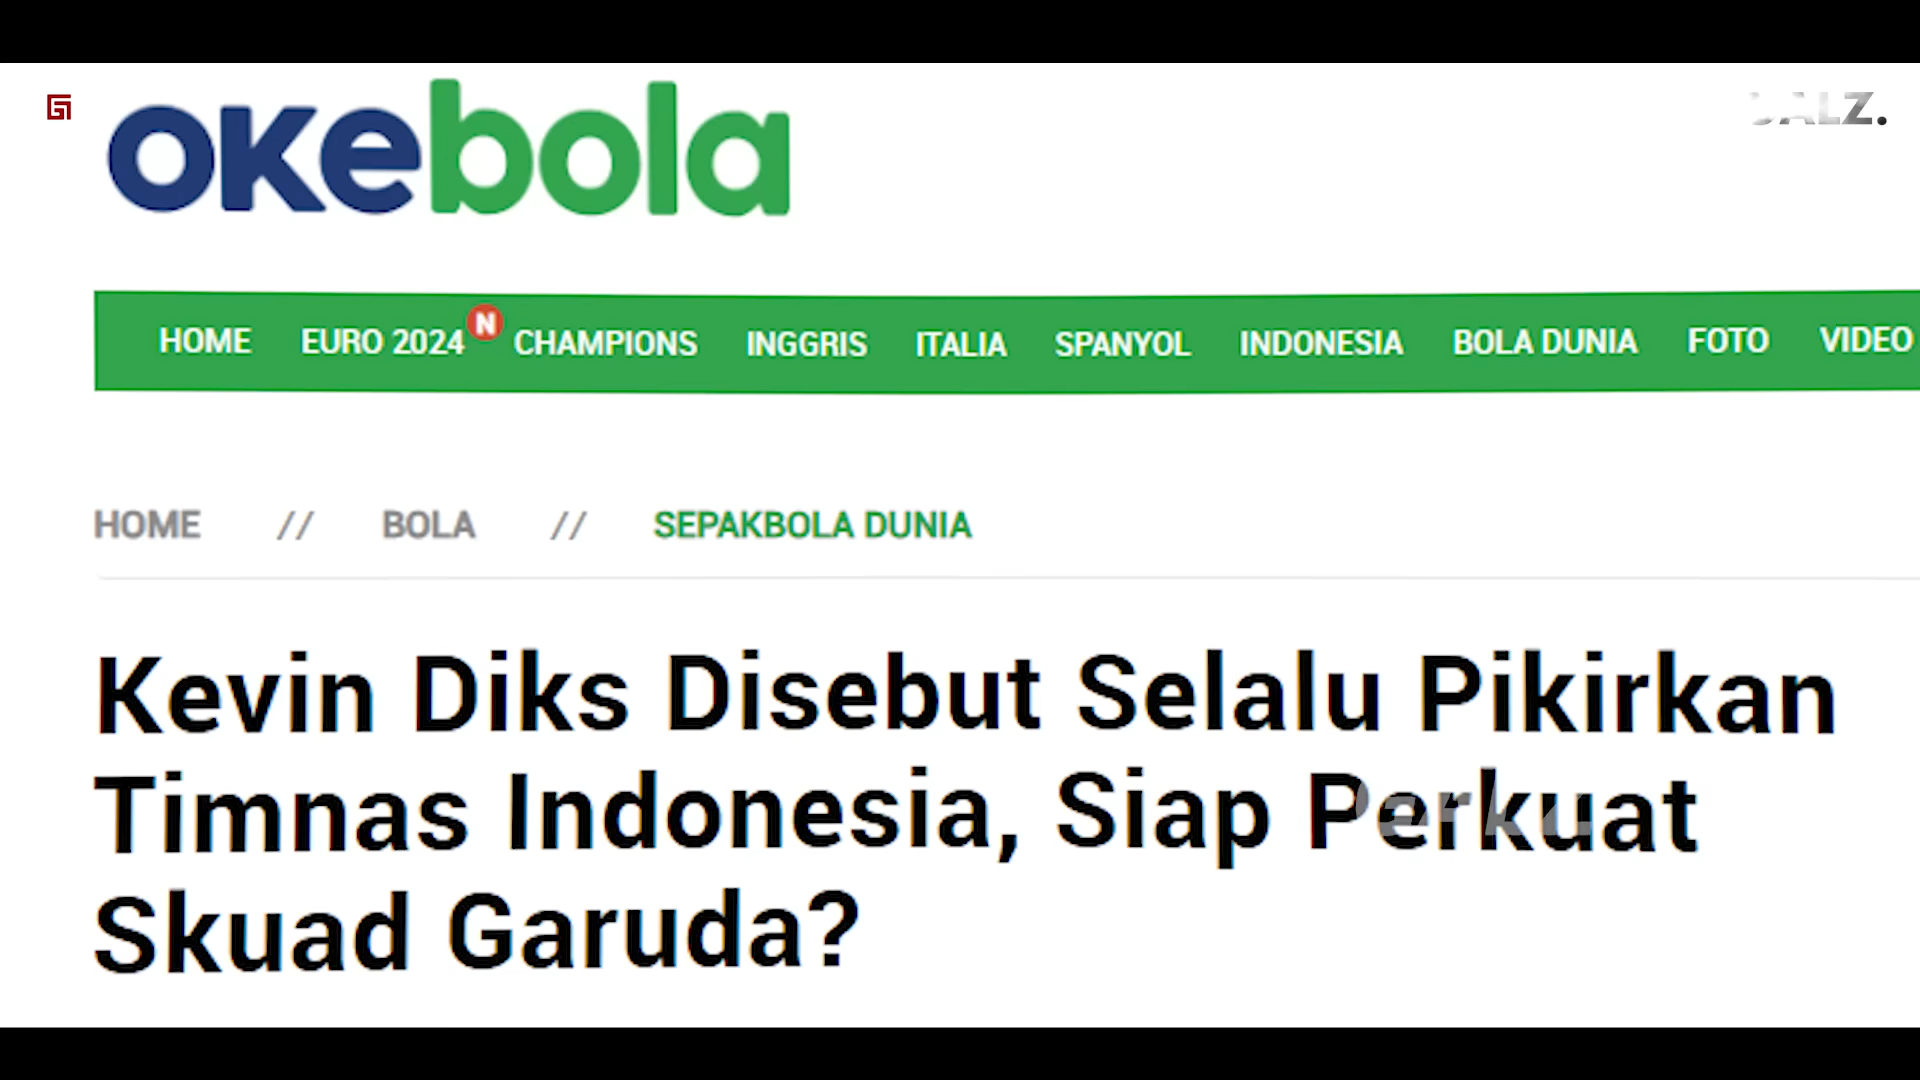 okebola
HOME EURO 2024 N CHAMPIONS INGGRIS ITALIA SPANYOL INDONESIA BOLA DUNIA FOTO VIDEO
HOME // BOLA // SEPAKBOLA DUNIA
Kevin Diks Disebut Selalu Pikirkan
Timnas Indonesia, Siap Perkuat
Skuad Garuda?